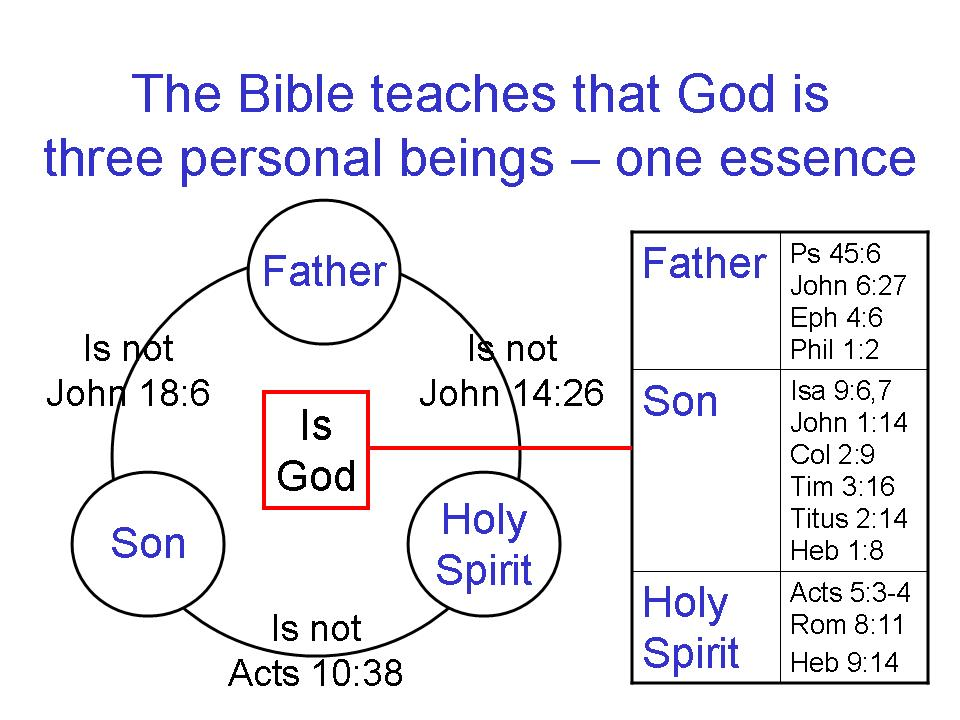 The Bible teaches that God is
three personal beings – one essence
Father
Is not
John 18:6
Is not
John 14:26
Is
God
Son
Holy
Spirit
Is not
Acts 10:38
Father
Ps 45:6
John 6:27
Eph 4:6
Phil 1:2
Son
Isa 9:6,7
John 1:14
Col 2:9
Tim 3:16
Titus 2:14
Heb 1:8
Holy
Spirit
Acts 5:3-4
Rom 8:11
Heb 9:14